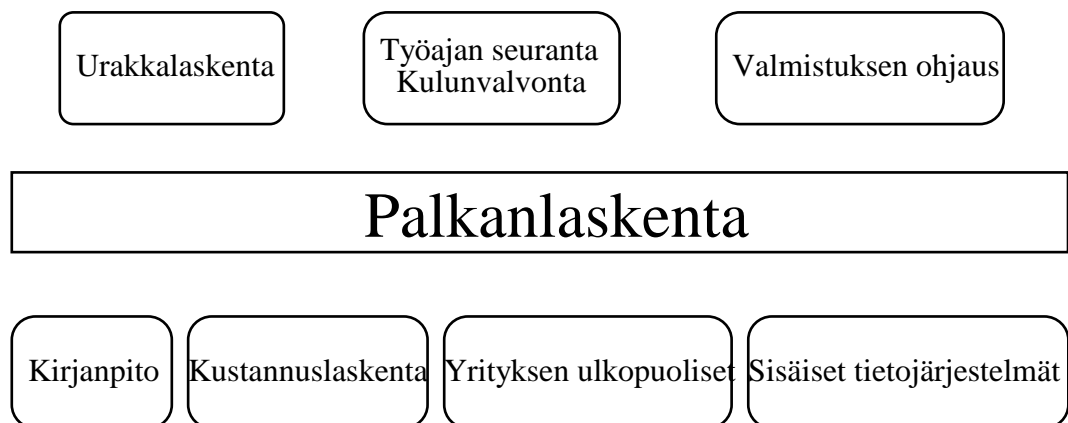 Urakkalaskenta
Työajan seuranta
Kulunvalvonta
Valmistuksen ohjaus
Palkanlaskenta
Kirjanpito
Kustannuslaskenta
Yrityksen ulkopuoliset
Sisäiset tietojärjestelmät